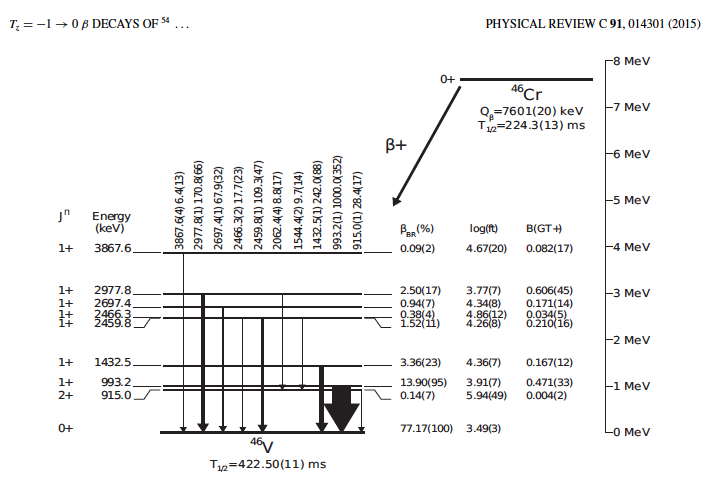 T_z = −1 → 0 β DECAYS OF ⁵⁴ ...
PHYSICAL REVIEW C 91, 014301 (2015)
8 MeV
0+
⁴⁶Cr
Q_β=7601(20) keV
T_1/2=224.3(13) ms
7 MeV
β+
6 MeV
5 MeV
3867.6(4) 6.4(13)
2977.8(1) 170.8(66)
2697.4(1) 67.9(32)
2466.3(2) 17.7(23)
2459.8(1) 109.3(47)
2062.4(4) 8.8(17)
1544.2(2) 9.7(14)
1432.5(1) 242.0(88)
993.2(1) 1000.0(352)
915.0(1) 28.4(17)
J^π Energy (keV) β_BR(%) log(ft) B(GT+)
1+ 3867.6 0.09(2) 4.67(20) 0.082(17) 4 MeV
1+ 2977.8 2.50(17) 3.77(7) 0.606(45) 3 MeV
1+ 2697.4 0.94(7) 4.34(8) 0.171(14)
1+ 2466.3 0.38(4) 4.86(12) 0.034(5)
1+ 2459.8 1.52(11) 4.26(8) 0.210(16)
2 MeV
1+ 1432.5 3.36(23) 4.36(7) 0.167(12)
1+ 993.2 13.90(95) 3.91(7) 0.471(33) 1 MeV
2+ 915.0 0.14(7) 5.94(49) 0.004(2)
0+ 77.17(100) 3.49(3) 0 MeV
⁴⁶V
T_1/2=422.50(11) ms